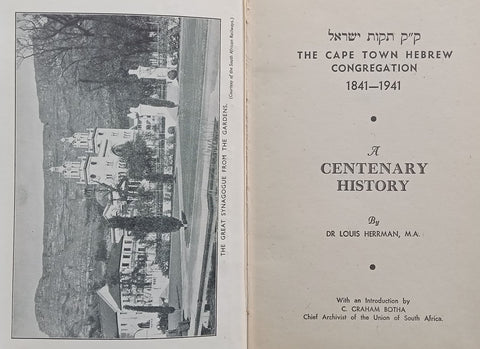 THE GREAT SYNAGOGUE FROM THE GARDENS.
(Courtesy of the South African Railways.)
ק״ק תקות ישראל
THE CAPE TOWN HEBREW
CONGREGATION
1841—1941
A
CENTENARY
HISTORY
By
DR LOUIS HERRMAN, M.A.
With an Introduction by
C. GRAHAM BOTHA
Chief Archivist of the Union of South Africa.